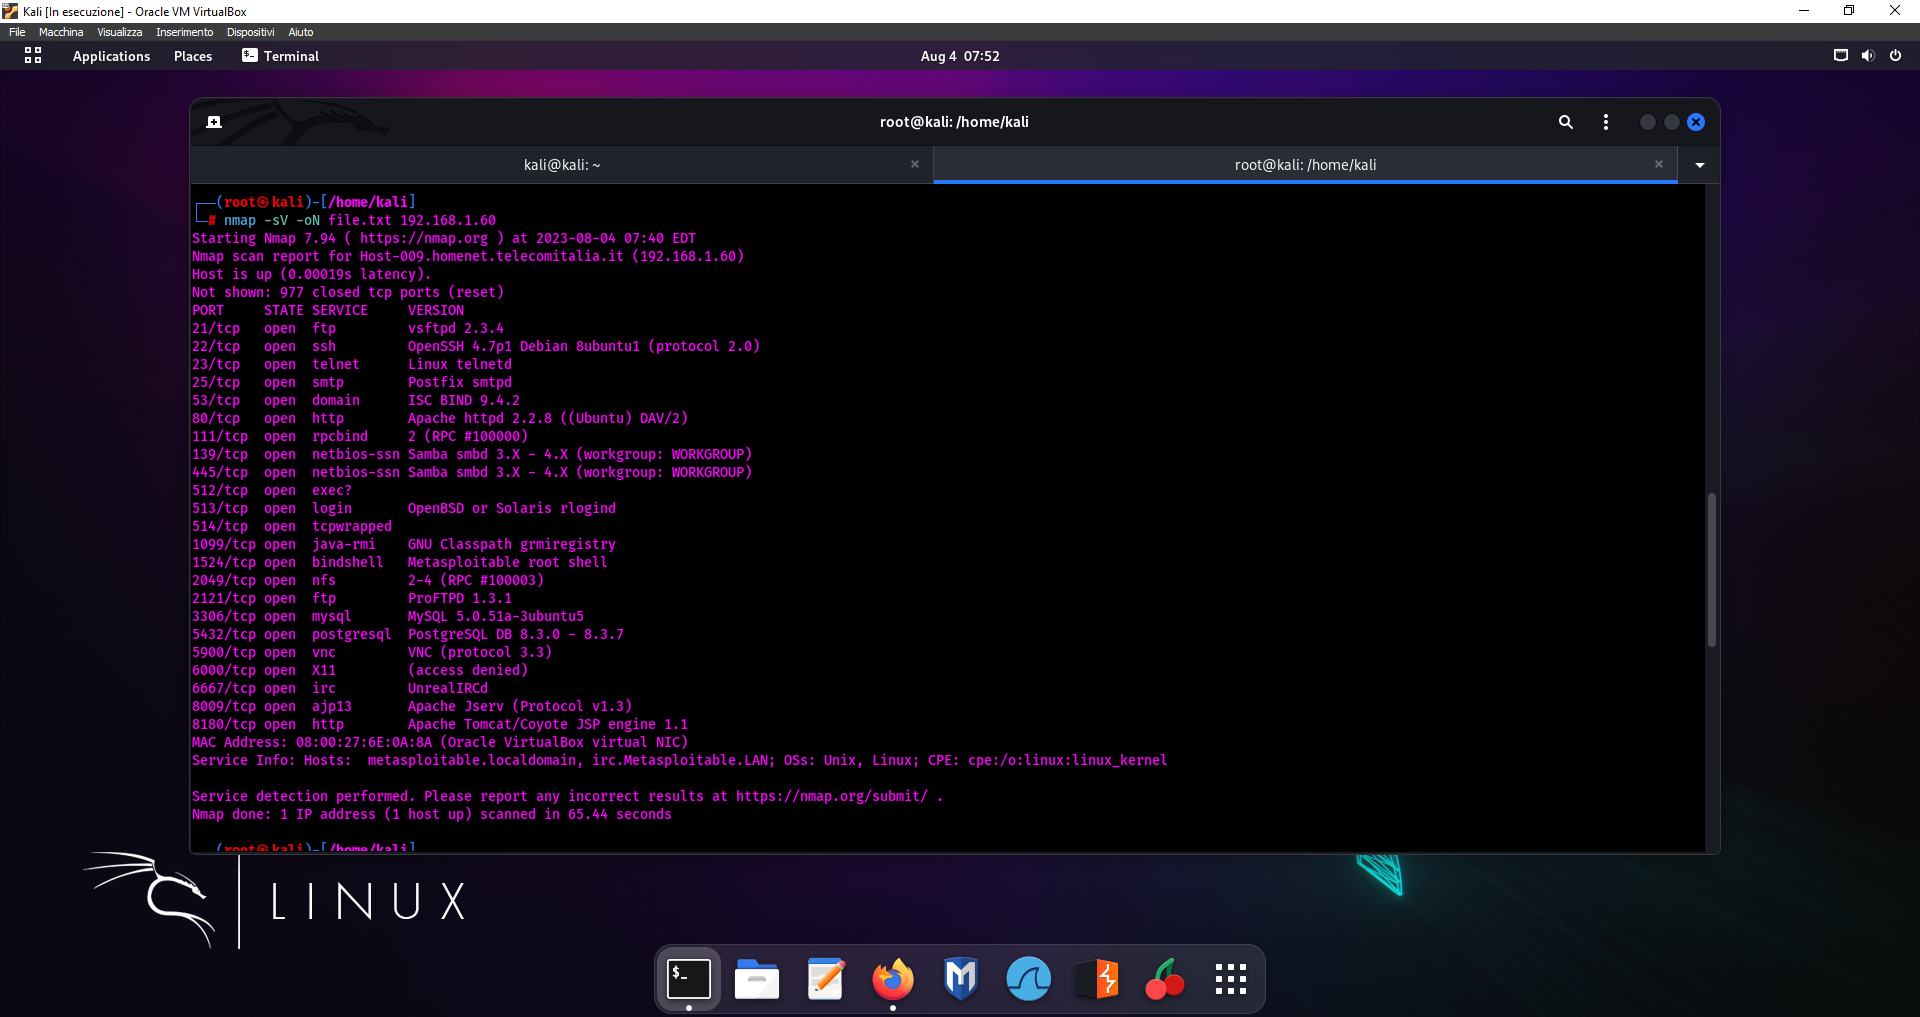 Kali [In esecuzione] - Oracle VM VirtualBox
File Macchina Visualizza Inserimento Dispositivi Aiuto
Applications Places Terminal Aug 4 07:52
root@kali: /home/kali
kali@kali: ~ root@kali: /home/kali
(root㉿kali)-[/home/kali]
# nmap -sV -oN file.txt 192.168.1.60
Starting Nmap 7.94 ( https://nmap.org ) at 2023-08-04 07:40 EDT
Nmap scan report for Host-009.homenet.telecomitalia.it (192.168.1.60)
Host is up (0.00019s latency).
Not shown: 977 closed tcp ports (reset)
PORT     STATE SERVICE     VERSION
21/tcp   open  ftp         vsftpd 2.3.4
22/tcp   open  ssh         OpenSSH 4.7p1 Debian 8ubuntu1 (protocol 2.0)
23/tcp   open  telnet      Linux telnetd
25/tcp   open  smtp        Postfix smtpd
53/tcp   open  domain      ISC BIND 9.4.2
80/tcp   open  http        Apache httpd 2.2.8 ((Ubuntu) DAV/2)
111/tcp  open  rpcbind     2 (RPC #100000)
139/tcp  open  netbios-ssn Samba smbd 3.X - 4.X (workgroup: WORKGROUP)
445/tcp  open  netbios-ssn Samba smbd 3.X - 4.X (workgroup: WORKGROUP)
512/tcp  open  exec?
513/tcp  open  login       OpenBSD or Solaris rlogind
514/tcp  open  tcpwrapped
1099/tcp open  java-rmi    GNU Classpath grmiregistry
1524/tcp open  bindshell   Metasploitable root shell
2049/tcp open  nfs         2-4 (RPC #100003)
2121/tcp open  ftp         ProFTPD 1.3.1
3306/tcp open  mysql       MySQL 5.0.51a-3ubuntu5
5432/tcp open  postgresql  PostgreSQL DB 8.3.0 - 8.3.7
5900/tcp open  vnc         VNC (protocol 3.3)
6000/tcp open  X11         (access denied)
6667/tcp open  irc         UnrealIRCd
8009/tcp open  ajp13       Apache Jserv (Protocol v1.3)
8180/tcp open  http        Apache Tomcat/Coyote JSP engine 1.1
MAC Address: 08:00:27:6E:0A:8A (Oracle VirtualBox virtual NIC)
Service Info: Hosts:  metasploitable.localdomain, irc.Metasploitable.LAN; OSs: Unix, Linux; CPE: cpe:/o:linux:linux_kernel
Service detection performed. Please report any incorrect results at https://nmap.org/submit/ .
Nmap done: 1 IP address (1 host up) scanned in 65.44 seconds
(root㉿kali)-[/home/kali]
LINUX
$_
M